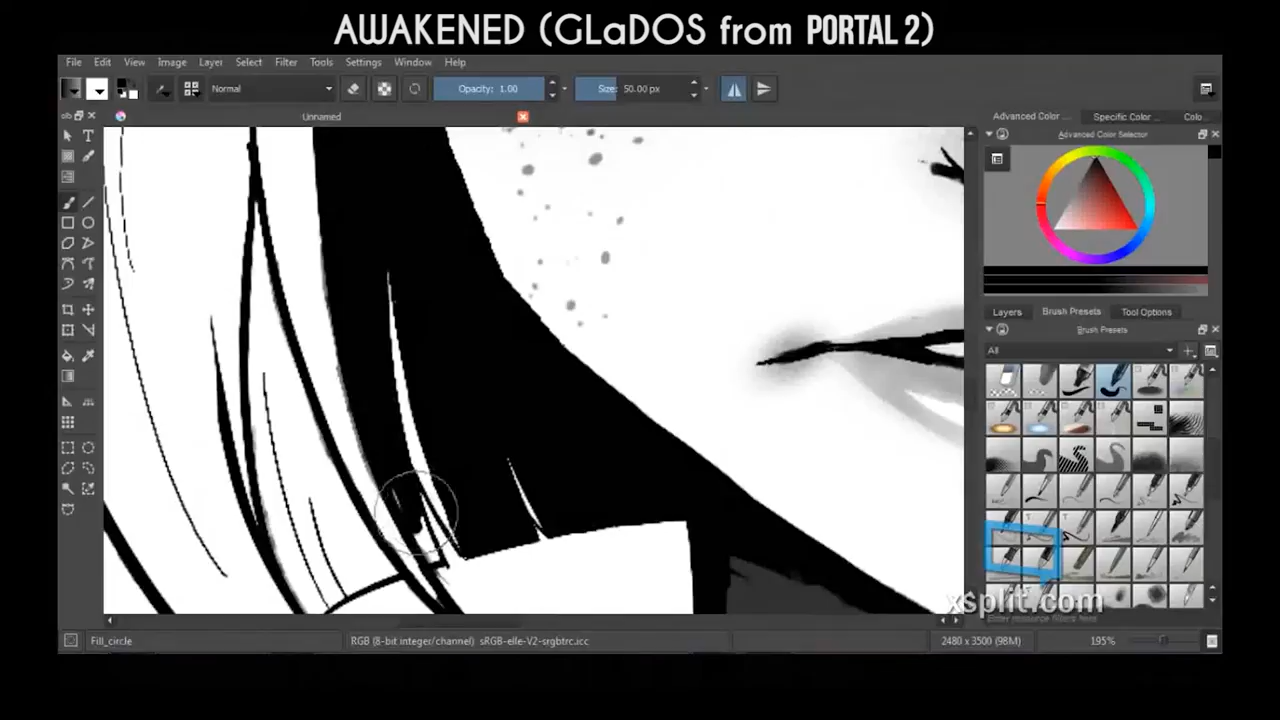 AWAKENED (GLaDOS from PORTAL 2)
File Edit View Image Layer Select Filter Tools Settings Window Help
Normal Opacity: 1.00 Size: 50.00 px
Unnamed
Advanced Color ... Specific Color ... Colo...
Advanced Color Selector
Layers Brush Presets Tool Options
Brush Presets
All
xsplit.com
Fill_circle RGB (8-bit integer/channel) sRGB-elle-V2-srgbtrc.icc 2480 x 3500 (98M) 195%